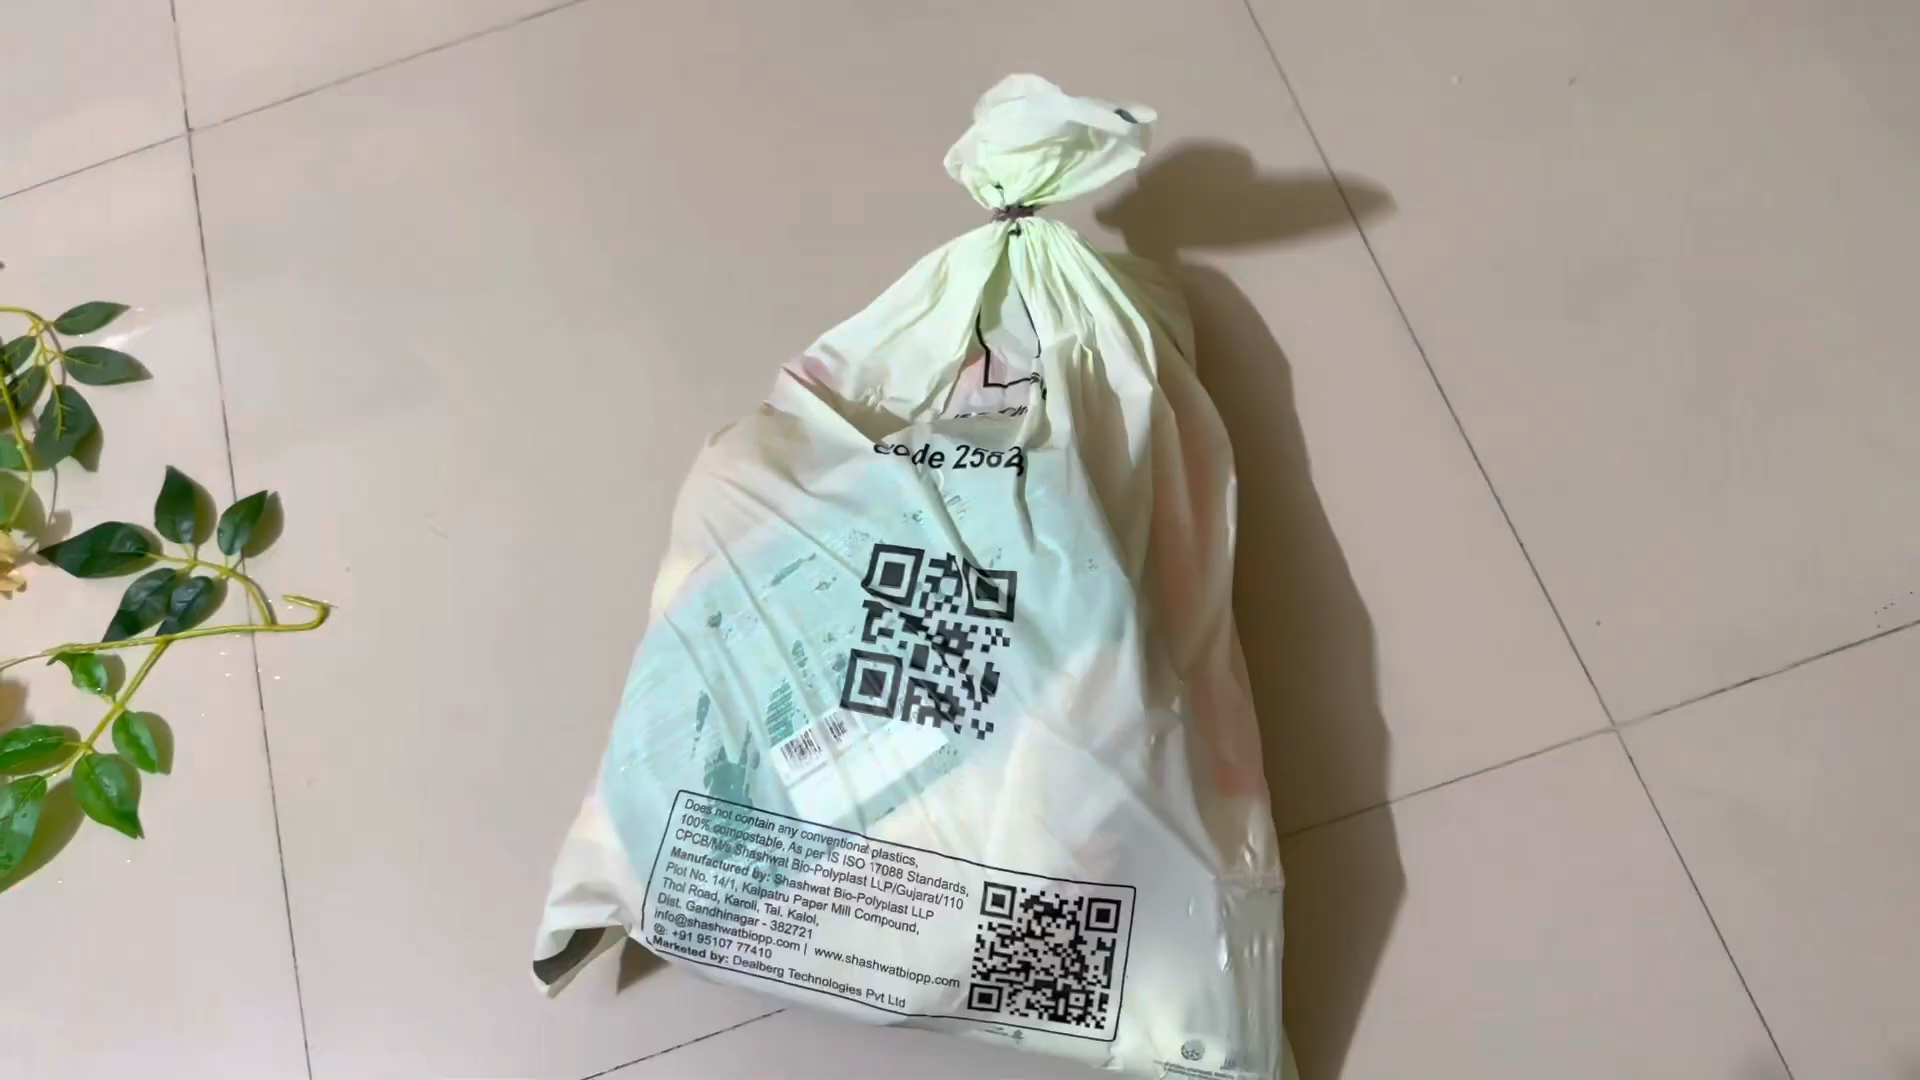 code 2562
Does not contain any conventional plastics,
100% compostable, As per IS ISO 17088 Standards,
CPCB/M/s Shashwat Bio-Polyplast LLP/Gujarat/110
Manufactured by: Shashwat Bio-Polyplast LLP
Plot No. 14/1, Kalpatru Paper Mill Compound,
Thol Road, Karoli, Tal. Kalol,
Dist. Gandhinagar - 382721
info@shashwatbiopp.com | www.shashwatbiopp.com
@: +91 95107 77410
Marketed by: Dealberg Technologies Pvt Ltd